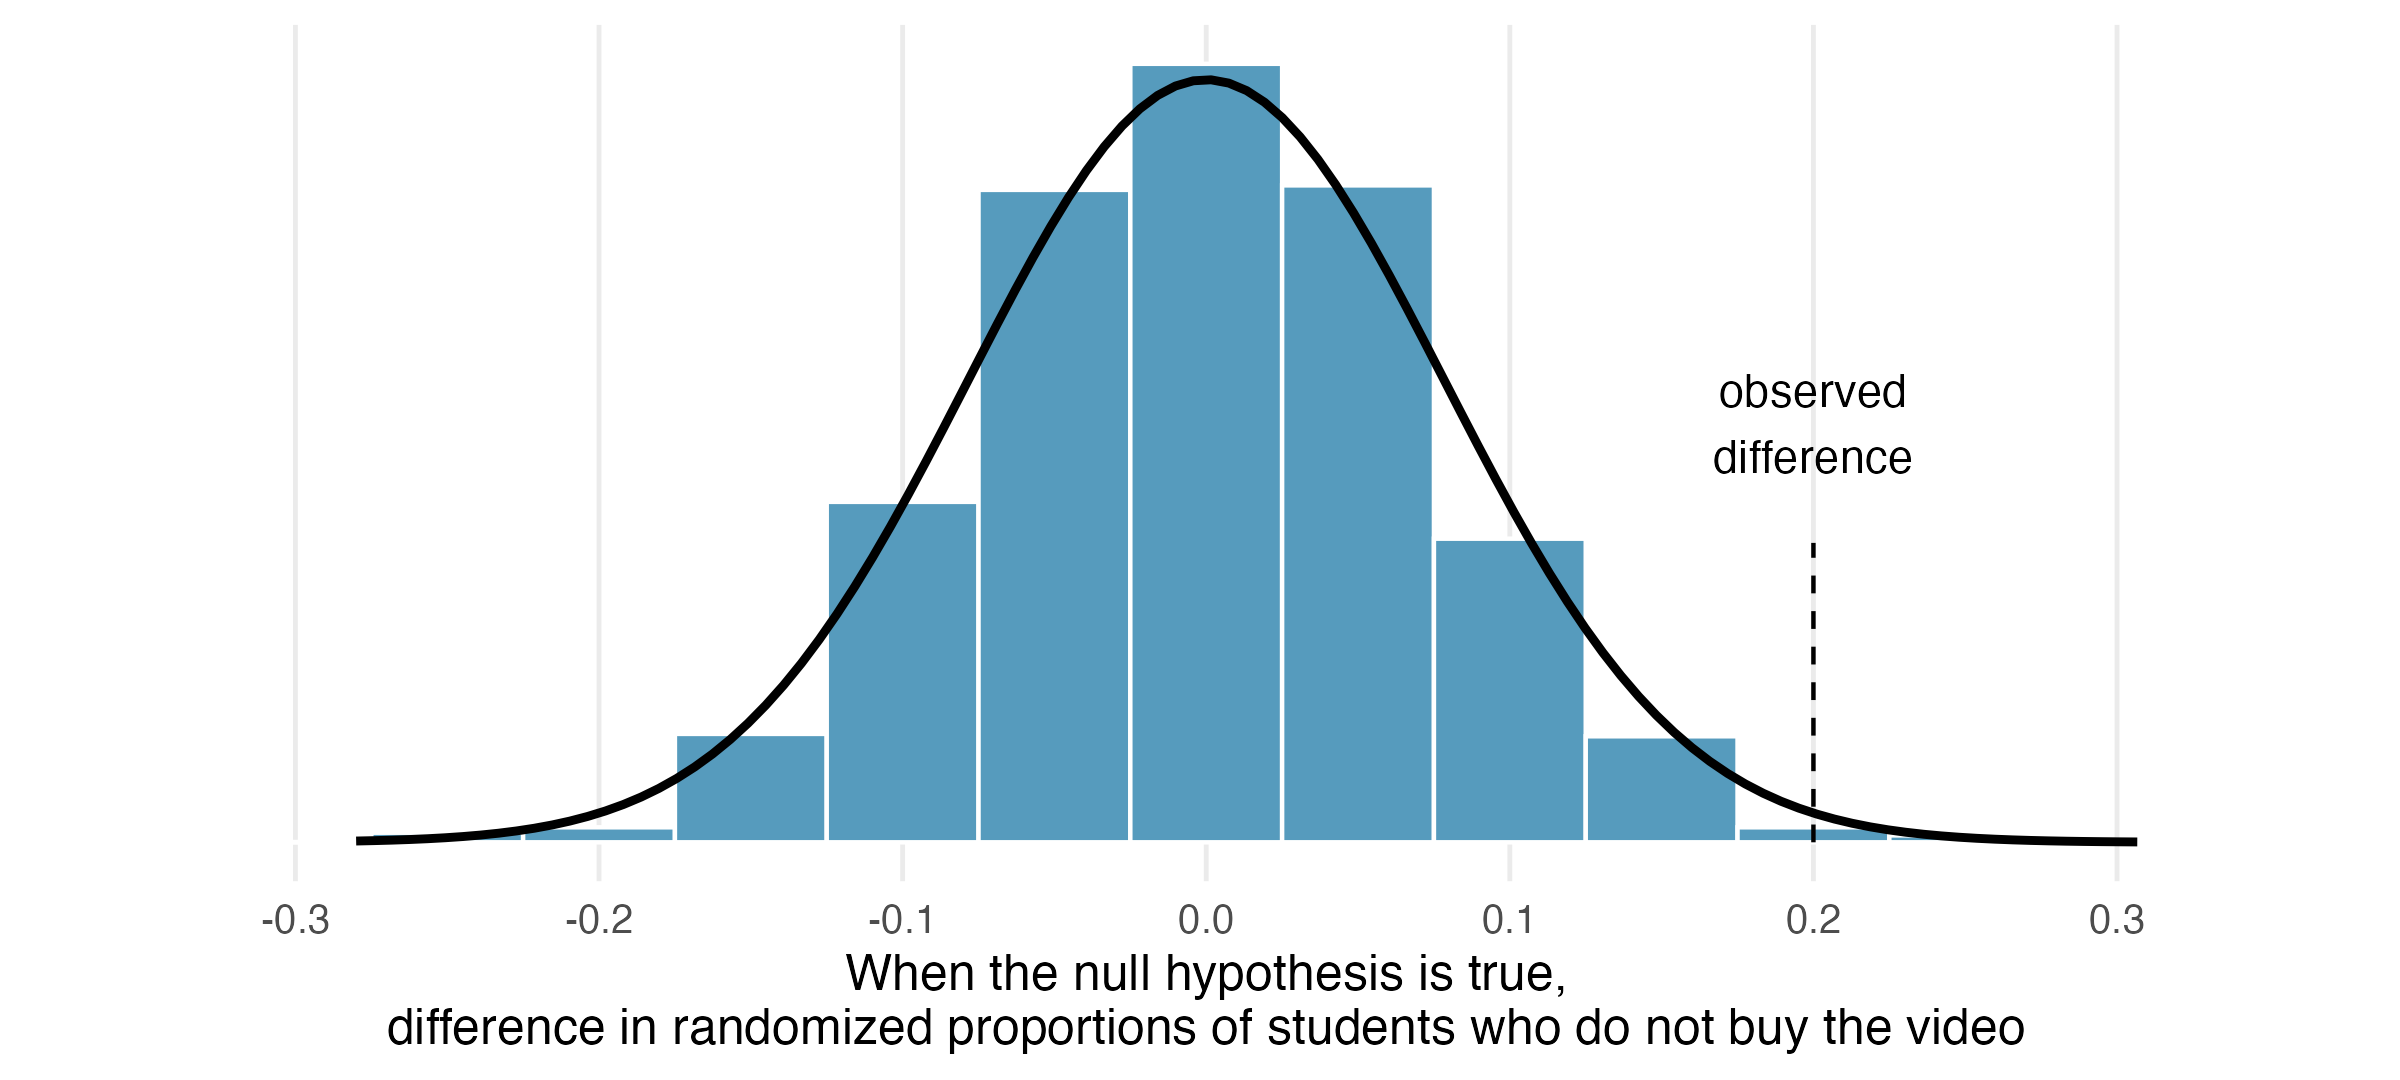 observed
difference
-0.3 -0.2 -0.1 0.0 0.1 0.2 0.3
When the null hypothesis is true,
difference in randomized proportions of students who do not buy the video